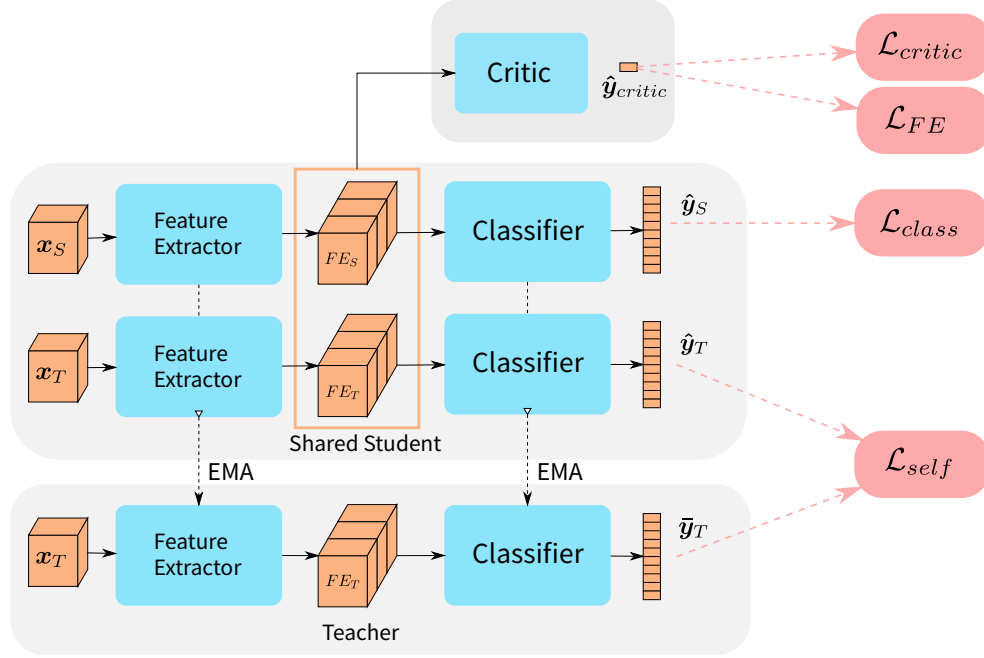 Critic
ŷ_critic
ℒ_critic
ℒ_FE
x_S
Feature
Extractor
FE_S
Classifier
ŷ_S
ℒ_class
x_T
Feature
Extractor
FE_T
Classifier
ŷ_T
Shared Student
EMA
EMA
ℒ_self
x_T
Feature
Extractor
FE_T
Classifier
ȳ_T
Teacher